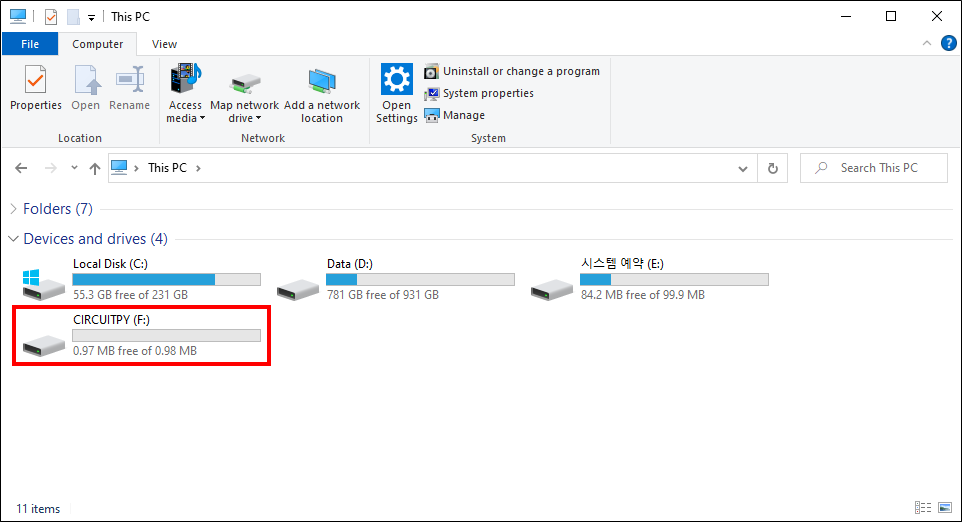 This PC
File Computer View
Properties Open Rename Access media Map network drive Add a network location Open Settings Uninstall or change a program
System properties
Manage
Location Network System
This PC Search This PC
Folders (7)
Devices and drives (4)
Local Disk (C:)
55.3 GB free of 231 GB
Data (D:)
781 GB free of 931 GB
시스템 예약 (E:)
84.2 MB free of 99.9 MB
CIRCUITPY (F:)
0.97 MB free of 0.98 MB
11 items